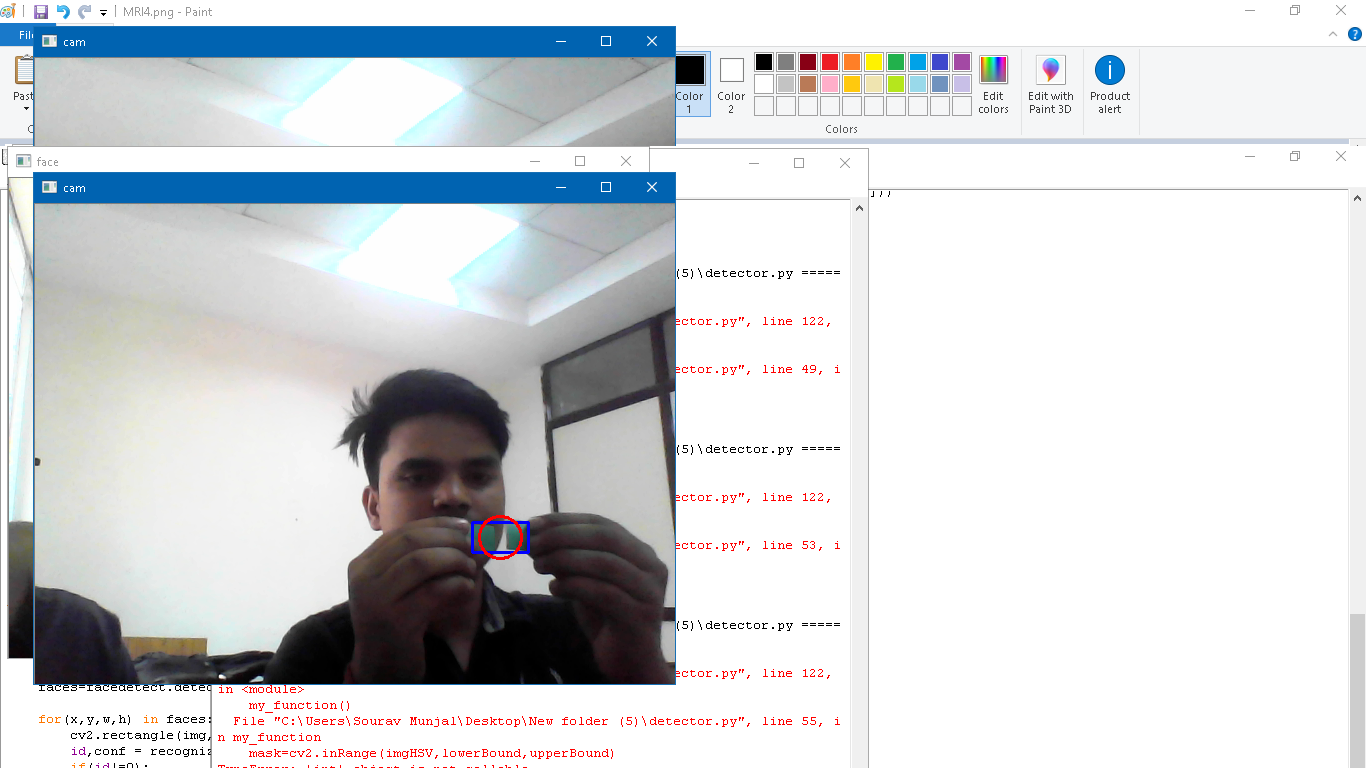 MRI4.png - Paint
cam
Color
1
Color
2
Edit
colors
Edit with
Paint 3D
Product
alert
Colors
face
cam
(5)\detector.py =====
ector.py", line 122,
ector.py", line 49, i
(5)\detector.py =====
ector.py", line 122,
ector.py", line 53, i
(5)\detector.py =====
ector.py", line 122,
in <module>
my_function()
File "C:\Users\Sourav Munjal\Desktop\New folder (5)\detector.py", line 55, i
n my_function
mask=cv2.inRange(imgHSV,lowerBound,upperBound)
TypeError: 'int' object is not callable
faces=facedetect.detec
for(x,y,w,h) in faces:
cv2.rectangle(img,
id,conf = recogniz
if(id!=0):